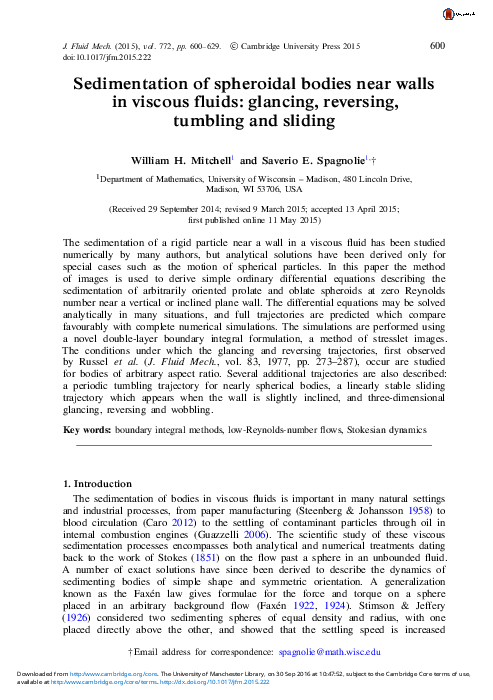 J. Fluid Mech. (2015), vol. 772, pp. 600–629. © Cambridge University Press 2015 600
doi:10.1017/jfm.2015.222
Sedimentation of spheroidal bodies near walls
in viscous fluids: glancing, reversing,
tumbling and sliding
William H. Mitchell1 and Saverio E. Spagnolie1,†
1Department of Mathematics, University of Wisconsin – Madison, 480 Lincoln Drive,
Madison, WI 53706, USA
(Received 29 September 2014; revised 9 March 2015; accepted 13 April 2015;
first published online 11 May 2015)
The sedimentation of a rigid particle near a wall in a viscous fluid has been studied
numerically by many authors, but analytical solutions have been derived only for
special cases such as the motion of spherical particles. In this paper the method
of images is used to derive simple ordinary differential equations describing the
sedimentation of arbitrarily oriented prolate and oblate spheroids at zero Reynolds
number near a vertical or inclined plane wall. The differential equations may be solved
analytically in many situations, and full trajectories are predicted which compare
favourably with complete numerical simulations. The simulations are performed using
a novel double-layer boundary integral formulation, a method of stresslet images.
The conditions under which the glancing and reversing trajectories, first observed
by Russel et al. (J. Fluid Mech., vol. 83, 1977, pp. 273–287), occur are studied
for bodies of arbitrary aspect ratio. Several additional trajectories are also described:
a periodic tumbling trajectory for nearly spherical bodies, a linearly stable sliding
trajectory which appears when the wall is slightly inclined, and three-dimensional
glancing, reversing and wobbling.
Key words: boundary integral methods, low-Reynolds-number flows, Stokesian dynamics
1. Introduction
The sedimentation of bodies in viscous fluids is important in many natural settings
and industrial processes, from paper manufacturing (Steenberg & Johansson 1958) to
blood circulation (Caro 2012) to the settling of contaminant particles through oil in
internal combustion engines (Guazzelli 2006). The scientific study of these viscous
sedimentation processes encompasses both analytical and numerical treatments dating
back to the work of Stokes (1851) on the flow past a sphere in an unbounded fluid.
A number of exact solutions have since been derived to describe the dynamics of
sedimenting bodies of simple shape and symmetric orientation. A generalization
known as the Faxén law gives formulae for the force and torque on a sphere
placed in an arbitrary background flow (Faxén 1922, 1924). Stimson & Jeffery
(1926) considered two sedimenting spheres of equal density and radius, with one
placed directly above the other, and showed that the settling speed is increased
† Email address for correspondence: spagnolie@math.wisc.edu
Downloaded from http://www.cambridge.org/core. The University of Manchester Library, on 30 Sep 2016 at 10:47:52, subject to the Cambridge Core terms of use,
available at http://www.cambridge.org/core/terms. http://dx.doi.org/10.1017/jfm.2015.222